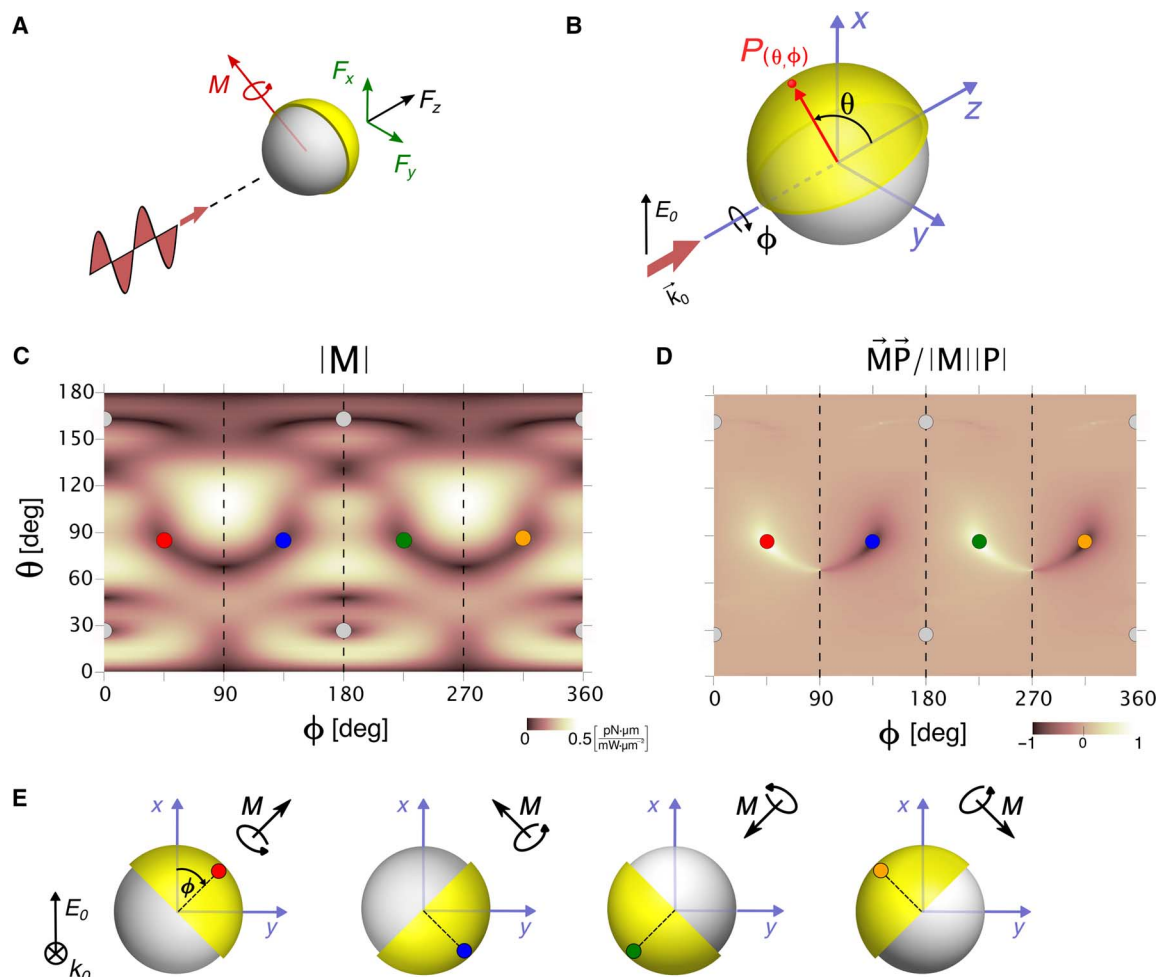 A
M
F_x
F_z
F_y
B
x
P(θ,ϕ)
θ
z
E_0
ϕ
y
k_0
C
|M|
180
150
120
90
60
30
0
θ [deg]
0 90 180 270 360
ϕ [deg]
0 0.5 [pN·μm / mW·μm⁻²]
D
M⃗P⃗/|M||P|
0 90 180 270 360
ϕ [deg]
−1 0 1
E
x M x M x M x M
ϕ
E_0
y y y y
k_0